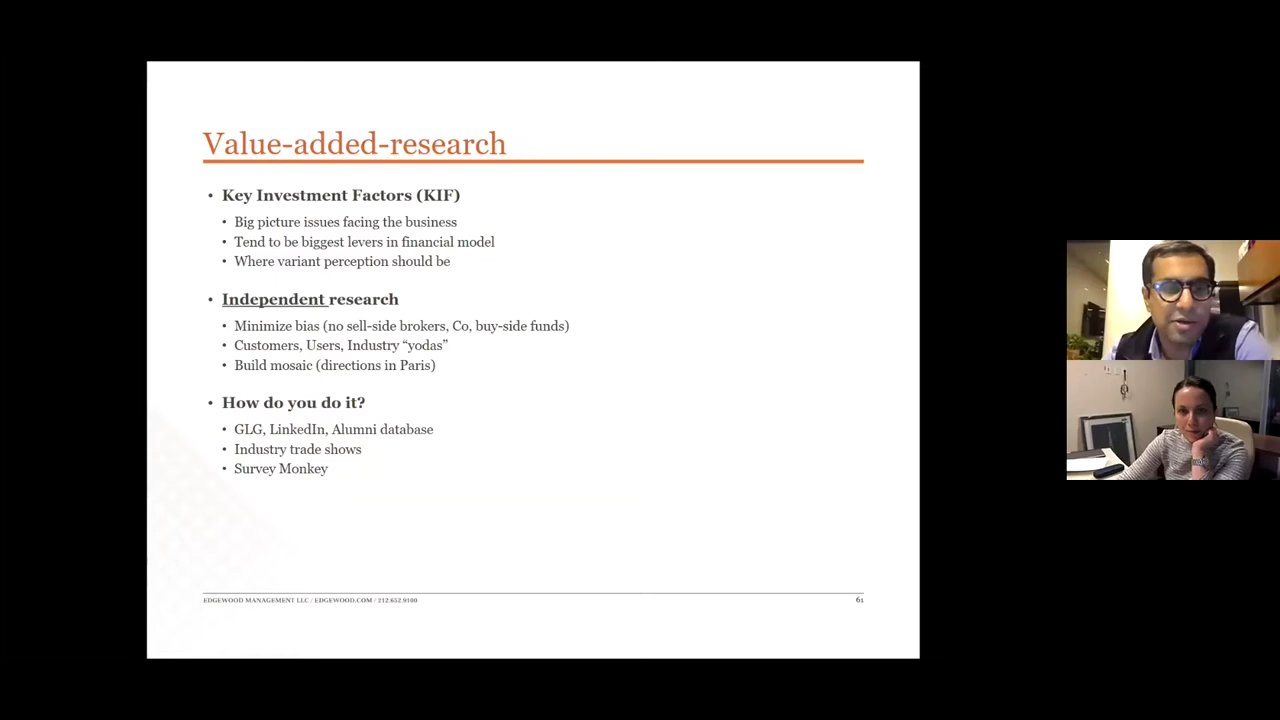 Value-added-research
• Key Investment Factors (KIF)
• Big picture issues facing the business
• Tend to be biggest levers in financial model
• Where variant perception should be
• Independent research
• Minimize bias (no sell-side brokers, Co, buy-side funds)
• Customers, Users, Industry “yodas”
• Build mosaic (directions in Paris)
• How do you do it?
• GLG, LinkedIn, Alumni database
• Industry trade shows
• Survey Monkey
EDGEWOOD MANAGEMENT LLC / EDGEWOOD.COM / 212.652.9100
61